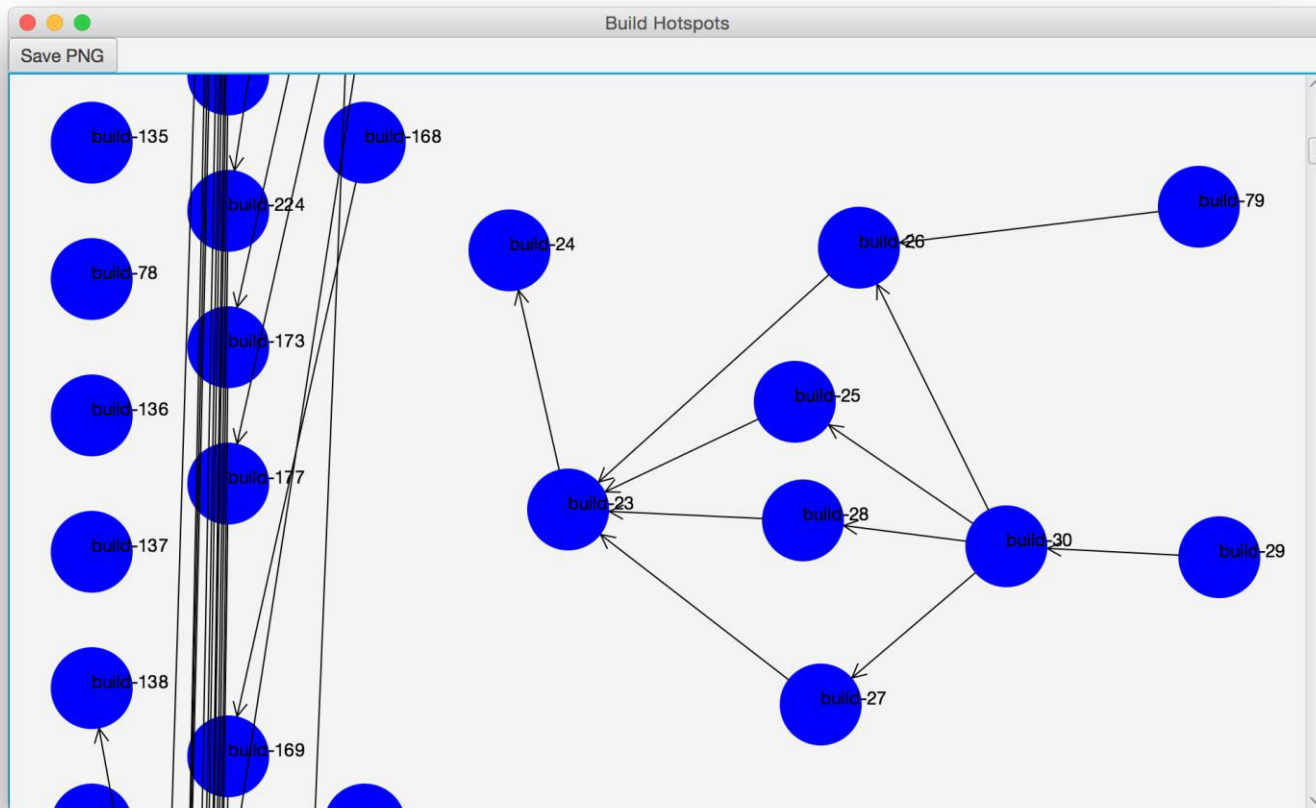 Build Hotspots
Save PNG
build-135
build-168
build-224
build-79
build-24
build-26
build-78
build-173
build-25
build-136
build-177
build-23
build-28
build-30
build-137
build-29
build-138
build-27
build-169